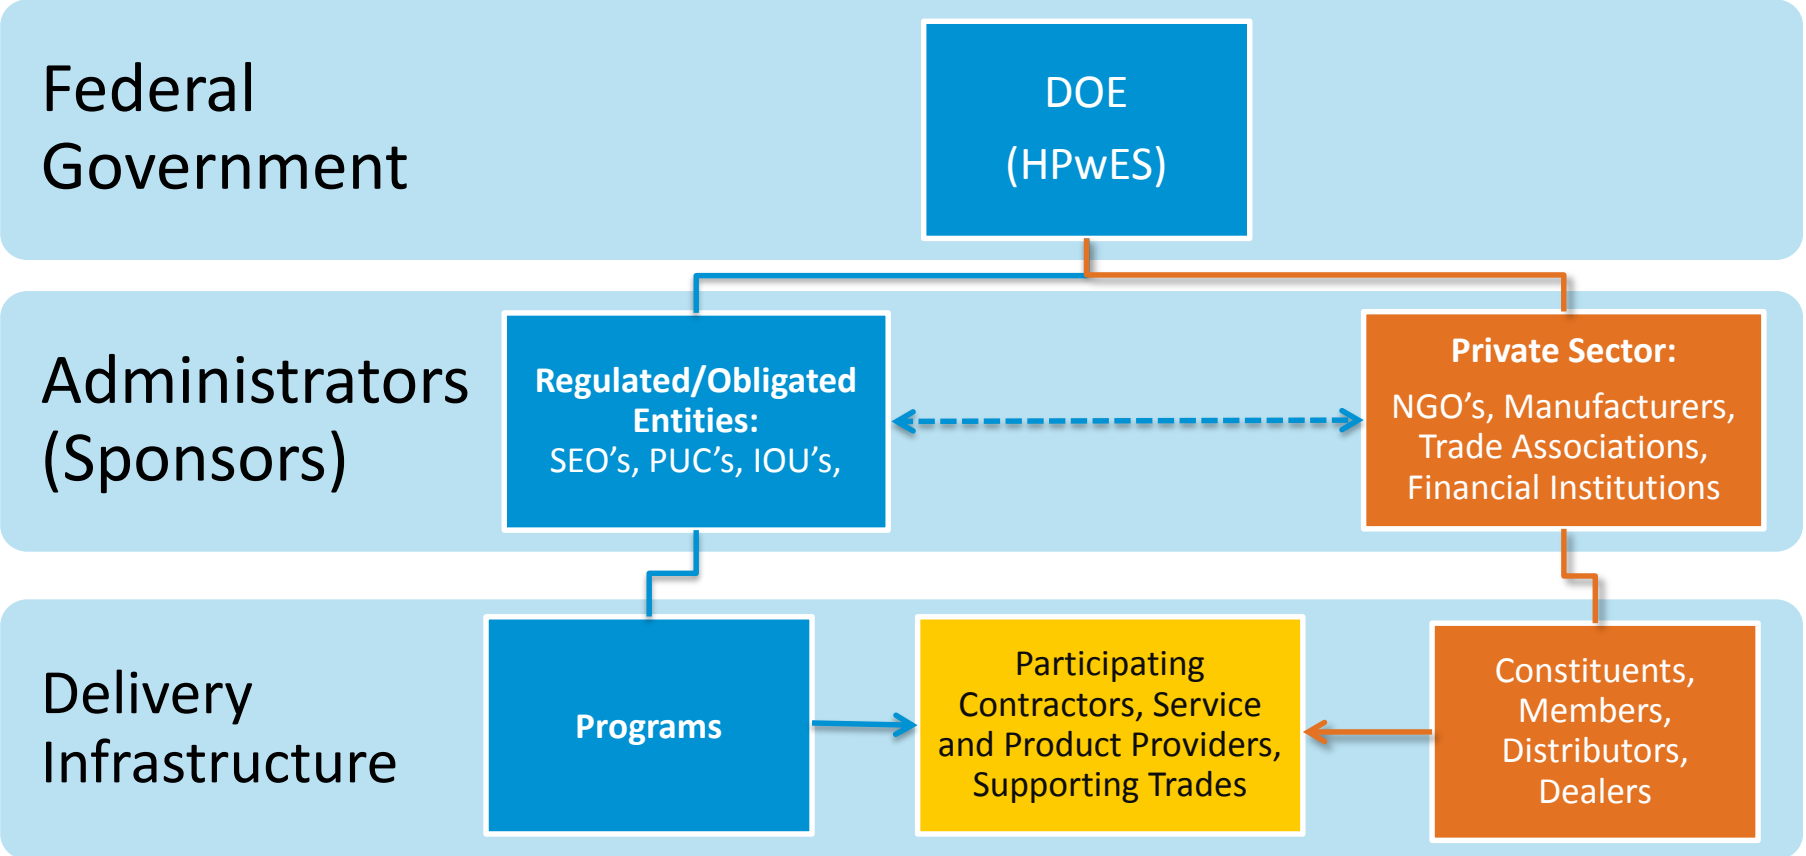 Federal
Government
DOE
(HPwES)
Administrators
(Sponsors)
Regulated/Obligated
Entities:
SEO’s, PUC’s, IOU’s,
Private Sector:
NGO’s, Manufacturers,
Trade Associations,
Financial Institutions
Delivery
Infrastructure
Programs
Participating
Contractors, Service
and Product Providers,
Supporting Trades
Constituents,
Members,
Distributors,
Dealers